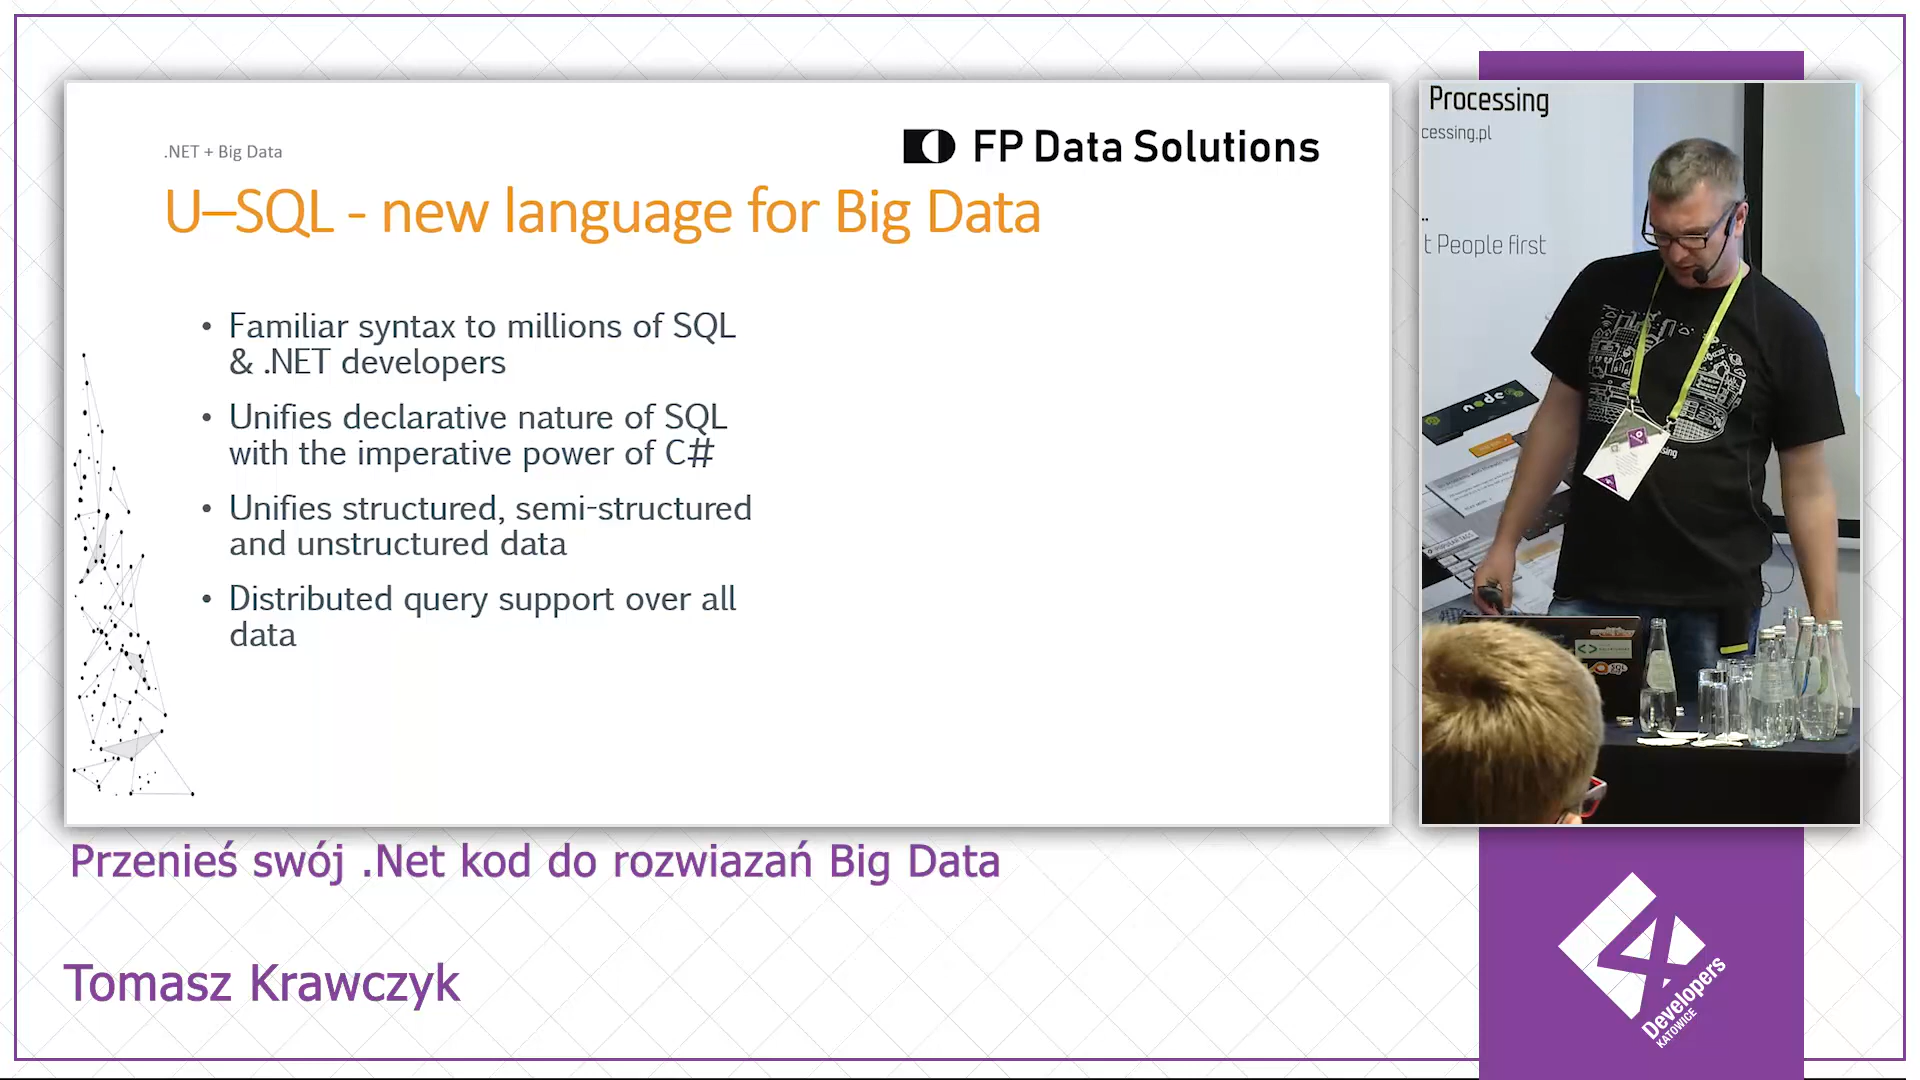 .NET + Big Data
FP Data Solutions
U–SQL - new language for Big Data
• Familiar syntax to millions of SQL
& .NET developers
• Unifies declarative nature of SQL
with the imperative power of C#
• Unifies structured, semi-structured
and unstructured data
• Distributed query support over all
data
Processing
cessing.pl
t People first
node
Przenieś swój .Net kod do rozwiazań Big Data
Tomasz Krawczyk
4
Developers
KATOWICE